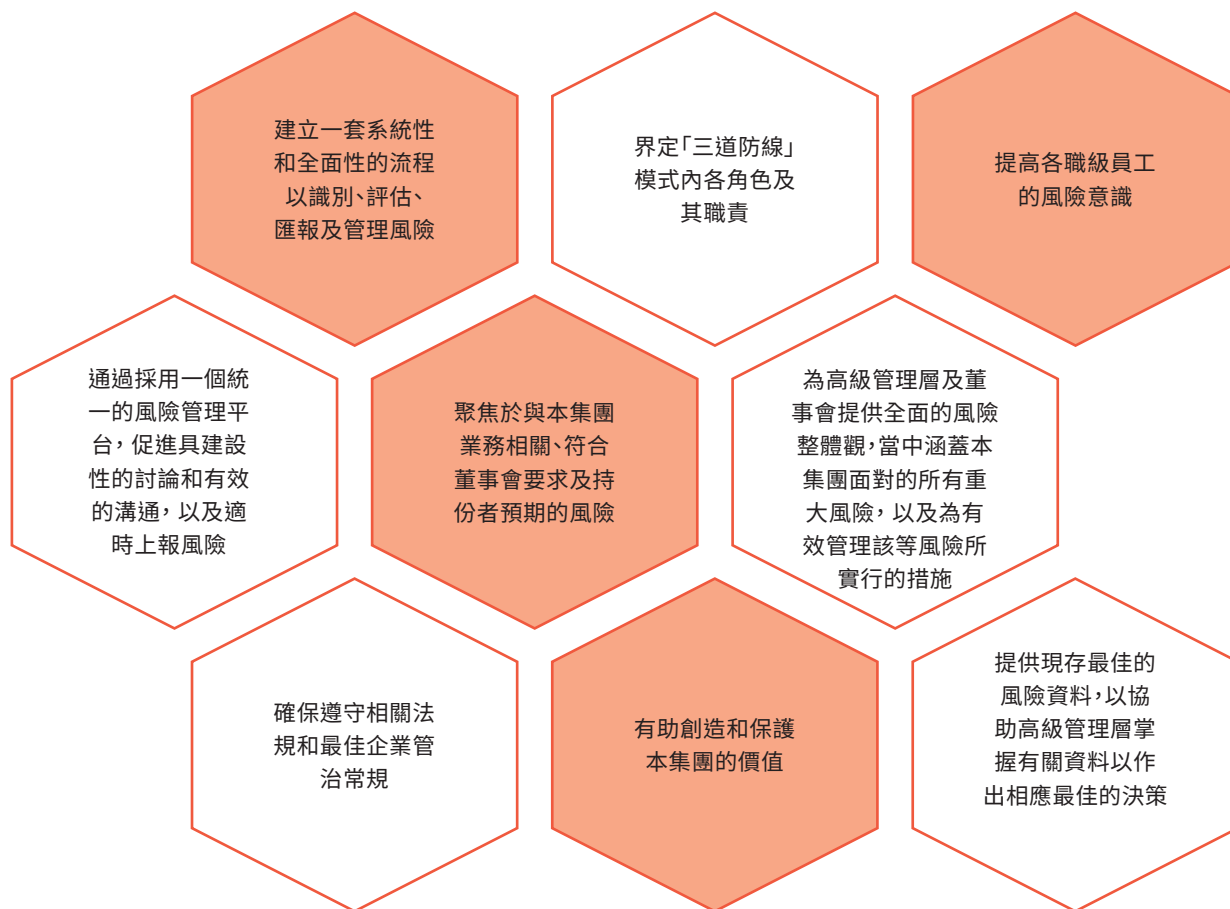 建立一套系統性
和全面性的流程
以識別、評估、
匯報及管理風險
界定「三道防線」
模式內各角色及
其職責
提高各職級員工
的風險意識
通過採用一個統
一的風險管理平
台，促進具建設
性的討論和有效
的溝通，以及適
時上報風險
聚焦於與本集團
業務相關、符合
董事會要求及持
份者預期的風險
為高級管理層及董
事會提供全面的風險
整體觀，當中涵蓋本
集團面對的所有重
大風險，以及為有
效管理該等風險所
實行的措施
確保遵守相關法
規和最佳企業管
治常規
有助創造和保護
本集團的價值
提供現存最佳的
風險資料，以協
助高級管理層掌
握有關資料以作
出相應最佳的決策